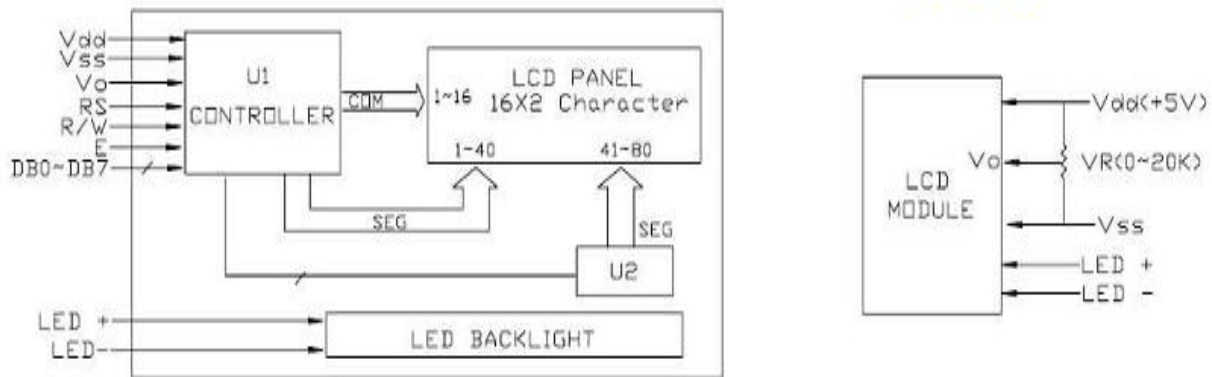 Vdd
Vss
Vo
RS
R/W
E
DB0~DB7
U1
CONTROLLER
COM
LCD PANEL
1~16 16X2 Character
1-40 41-80
SEG
SEG
U2
LED +
LED-
LED BACKLIGHT
LCD
MODULE
Vdd(+5V)
Vo
VR(0~20K)
Vss
LED +
LED -